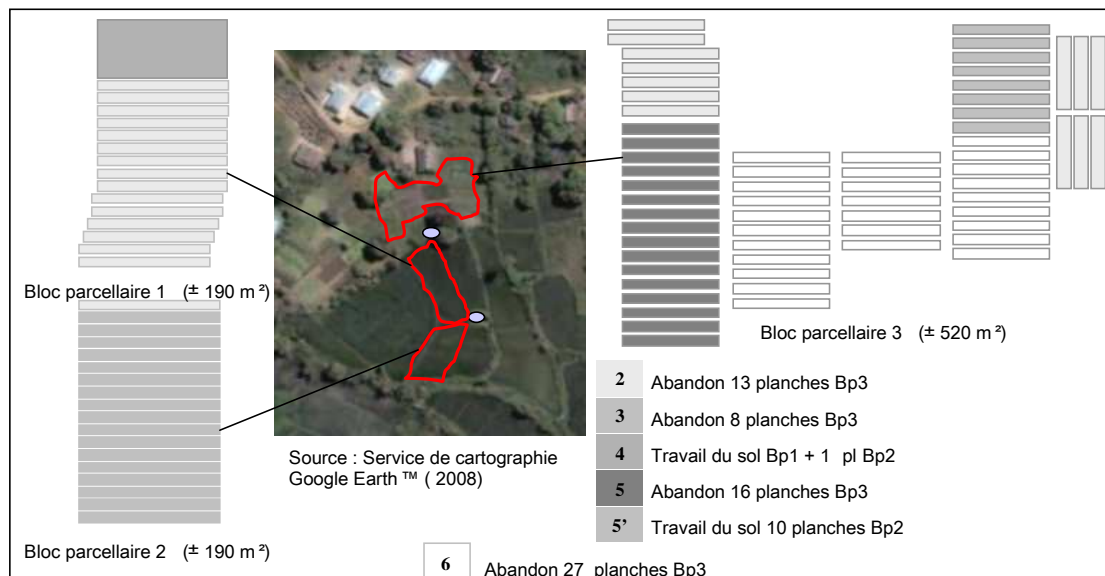 Bloc parcellaire 1 (± 190 m²)
Bloc parcellaire 3 (± 520 m²)
2 Abandon 13 planches Bp3
3 Abandon 8 planches Bp3
4 Travail du sol Bp1 + 1 pl Bp2
Source : Service de cartographie
Google Earth ™ ( 2008)
5 Abandon 16 planches Bp3
5’ Travail du sol 10 planches Bp2
Bloc parcellaire 2 (± 190 m²)
6 Abandon 27 planches Bp3